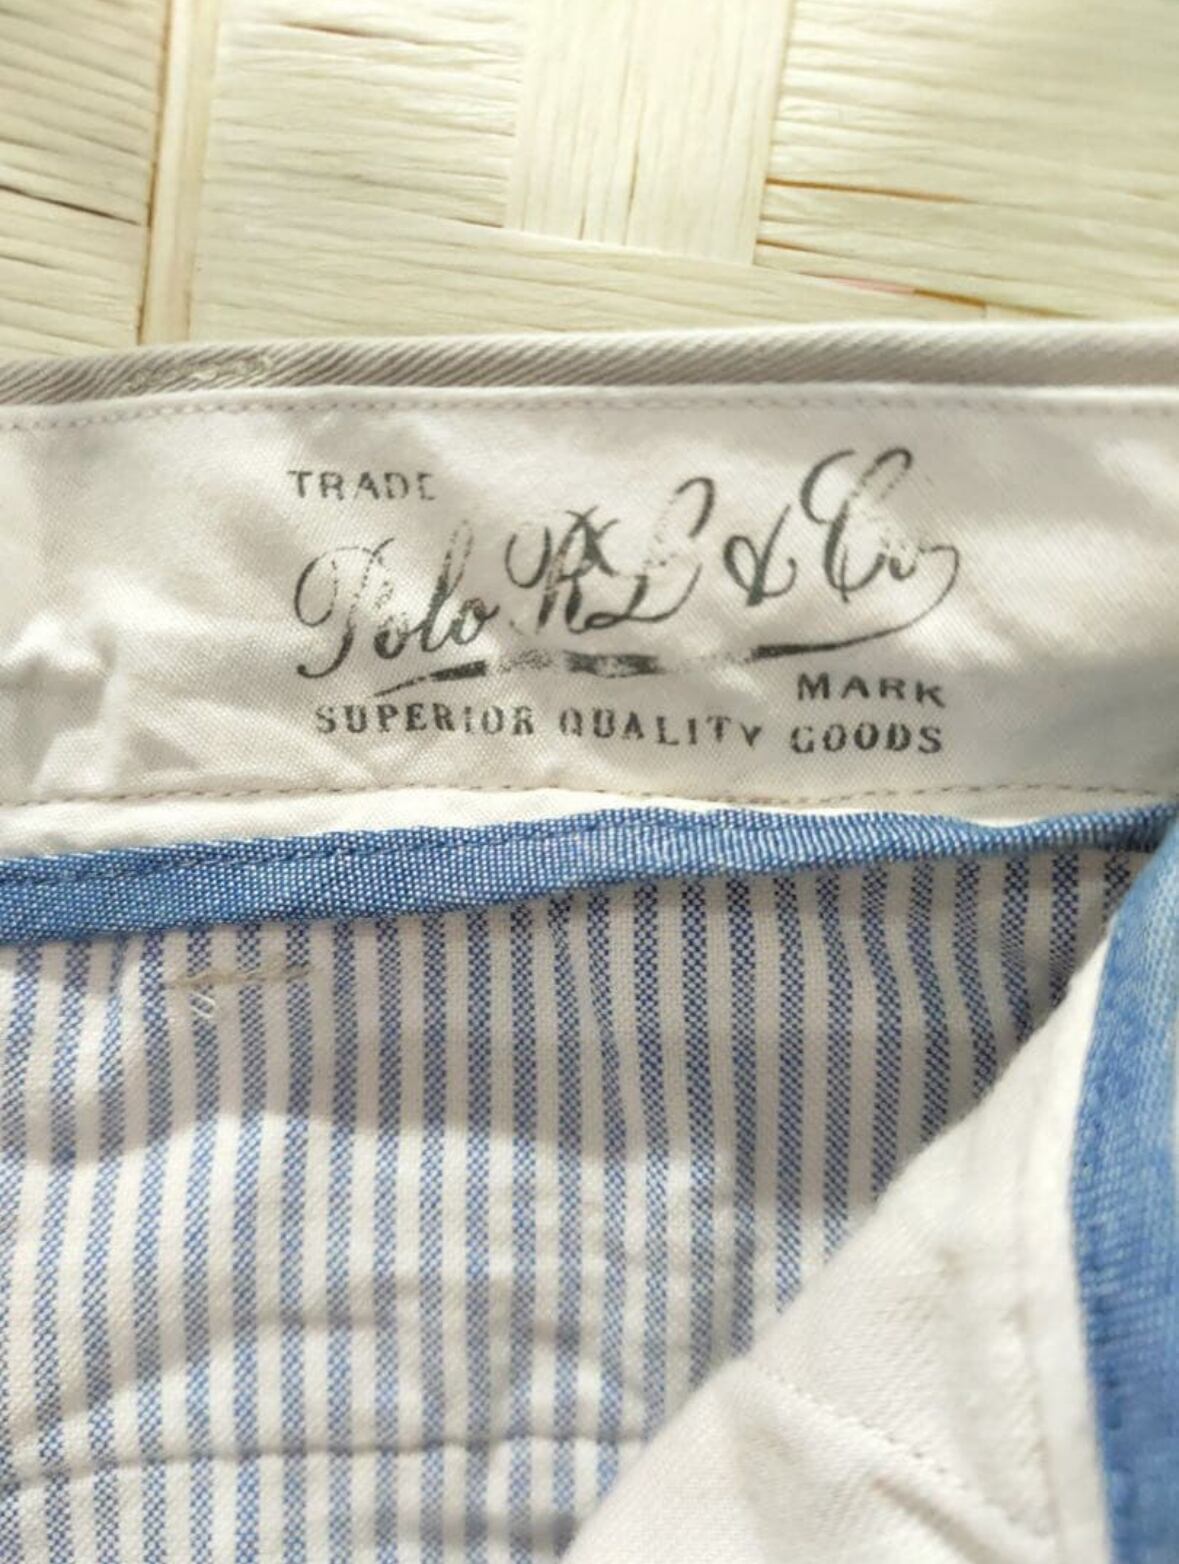 TRADE
Polo RL & Co
MARK
SUPERIOR QUALITY GOODS